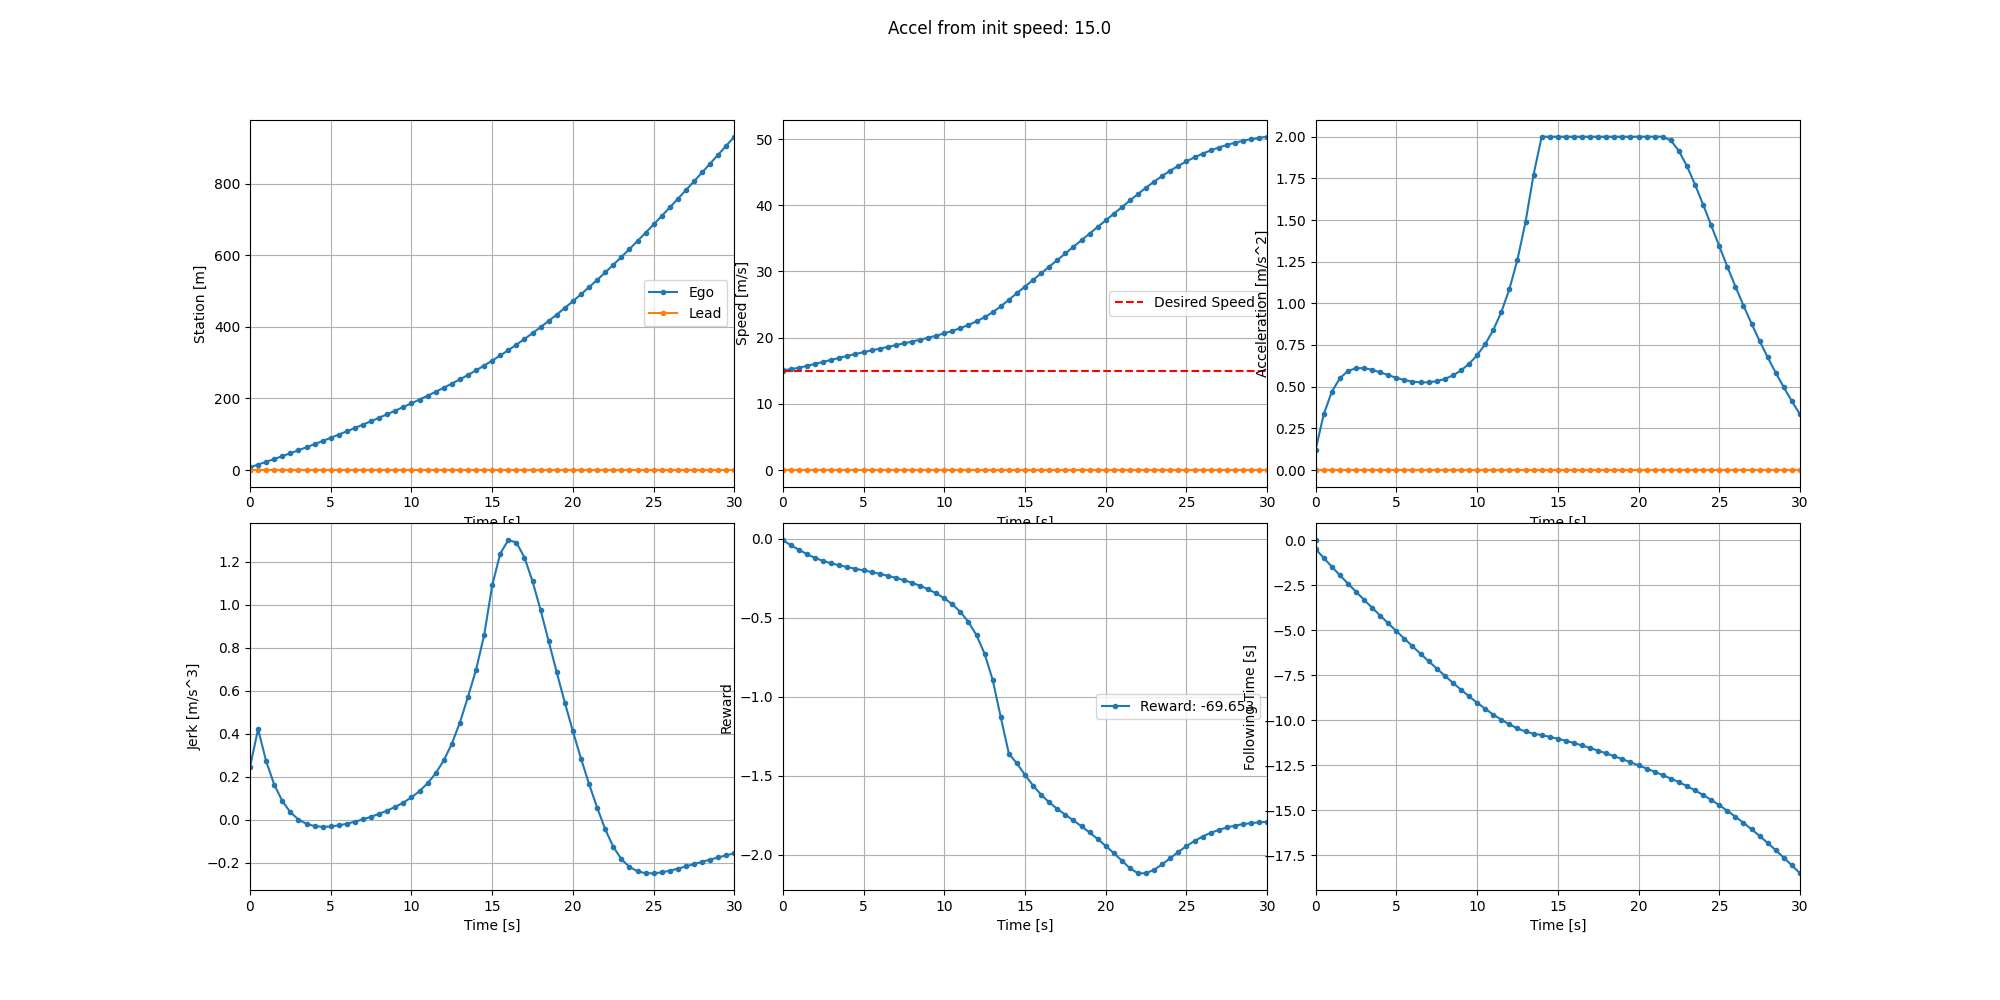 Accel from init speed: 15.0
Station [m]
800
600
400
200
0
Ego
Lead
0 5 10 15 20 25 30
Time [s]
Speed [m/s]
50
40
30
20
10
0
Desired Speed
0 5 10 15 20 25 30
Time [s]
Acceleration [m/s^2]
2.00
1.75
1.50
1.25
1.00
0.75
0.50
0.25
0.00
0 5 10 15 20 25 30
Time [s]
Jerk [m/s^3]
1.2
1.0
0.8
0.6
0.4
0.2
0.0
−0.2
0 5 10 15 20 25 30
Time [s]
Reward
0.0
−0.5
−1.0
−1.5
−2.0
Reward: -69.653
0 5 10 15 20 25 30
Time [s]
Following Time [s]
0.0
−2.5
−5.0
−7.5
−10.0
−12.5
−15.0
−17.5
0 5 10 15 20 25 30
Time [s]